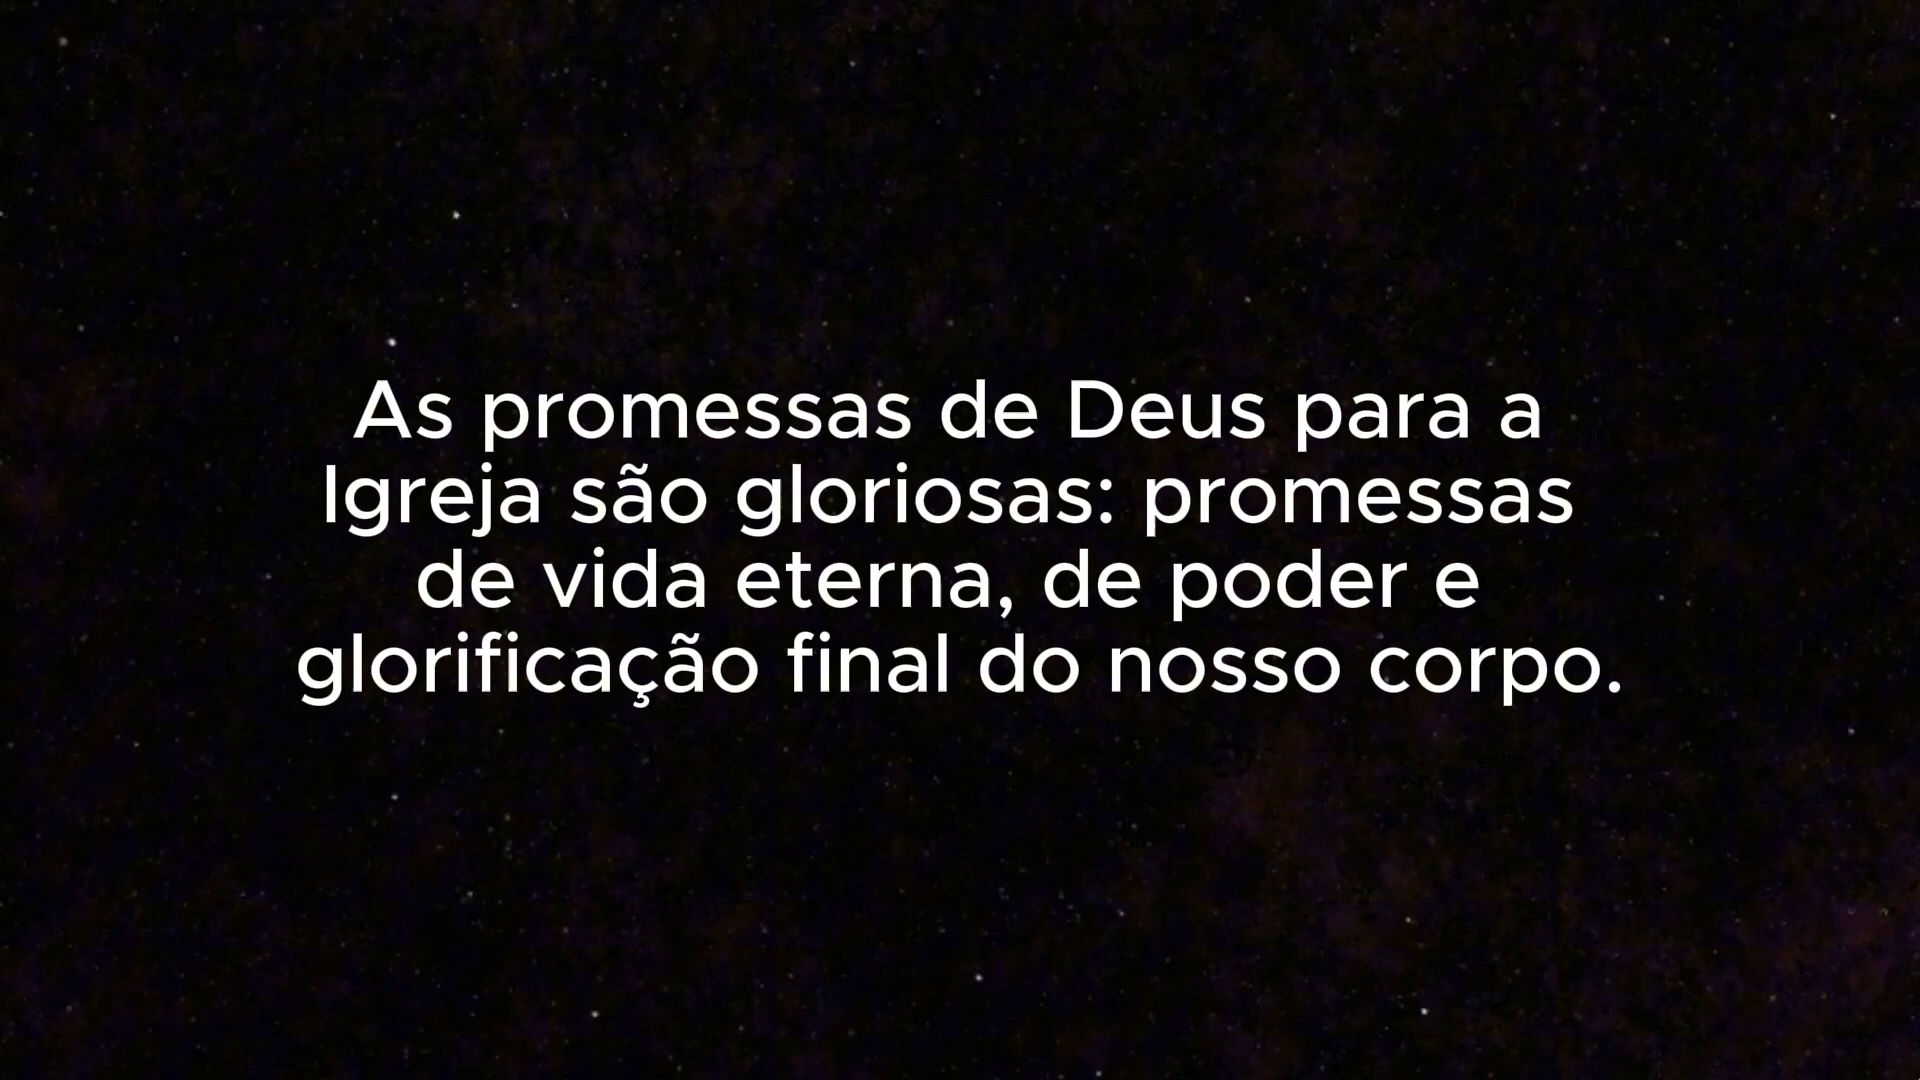 As promessas de Deus para a
Igreja são gloriosas: promessas
de vida eterna, de poder e
glorificação final do nosso corpo.